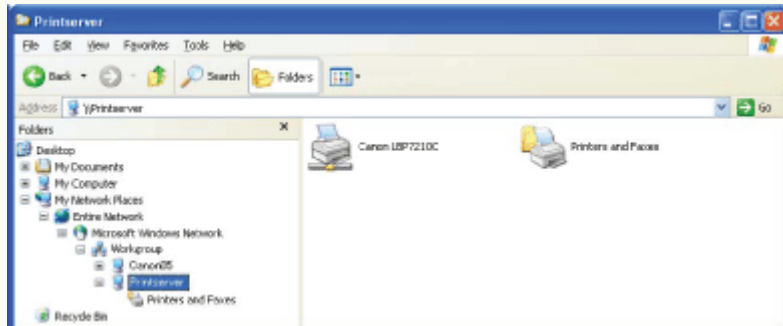 Printserver
File Edit View Favorites Tools Help
Back Search Folders
Address \\Printserver Go
Folders
Desktop
My Documents
My Computer
My Network Places
Entire Network
Microsoft Windows Network
Workgroup
Canon05
Printserver
Printers and Faxes
Recycle Bin
Canon LBP7210C
Printers and Faxes